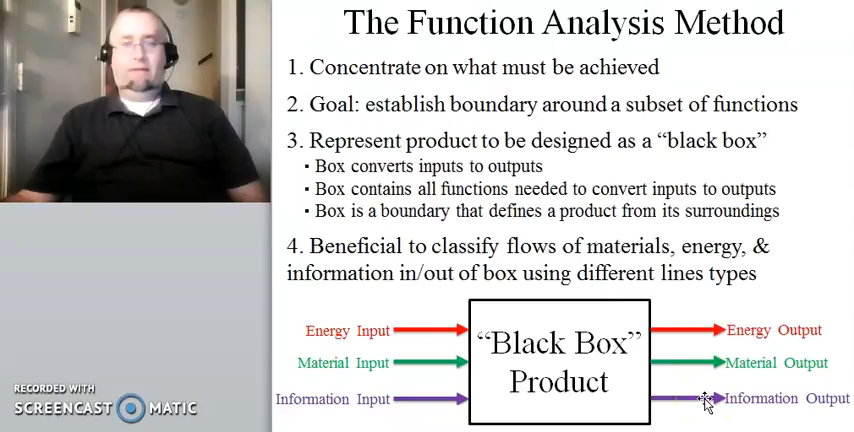 The Function Analysis Method
1. Concentrate on what must be achieved
2. Goal: establish boundary around a subset of functions
3. Represent product to be designed as a “black box”
▪ Box converts inputs to outputs
▪ Box contains all functions needed to convert inputs to outputs
▪ Box is a boundary that defines a product from its surroundings
4. Beneficial to classify flows of materials, energy, &
information in/out of box using different lines types
Energy Input
Material Input
Information Input
“Black Box”
Product
Energy Output
Material Output
Information Output
RECORDED WITH
SCREENCAST MATIC